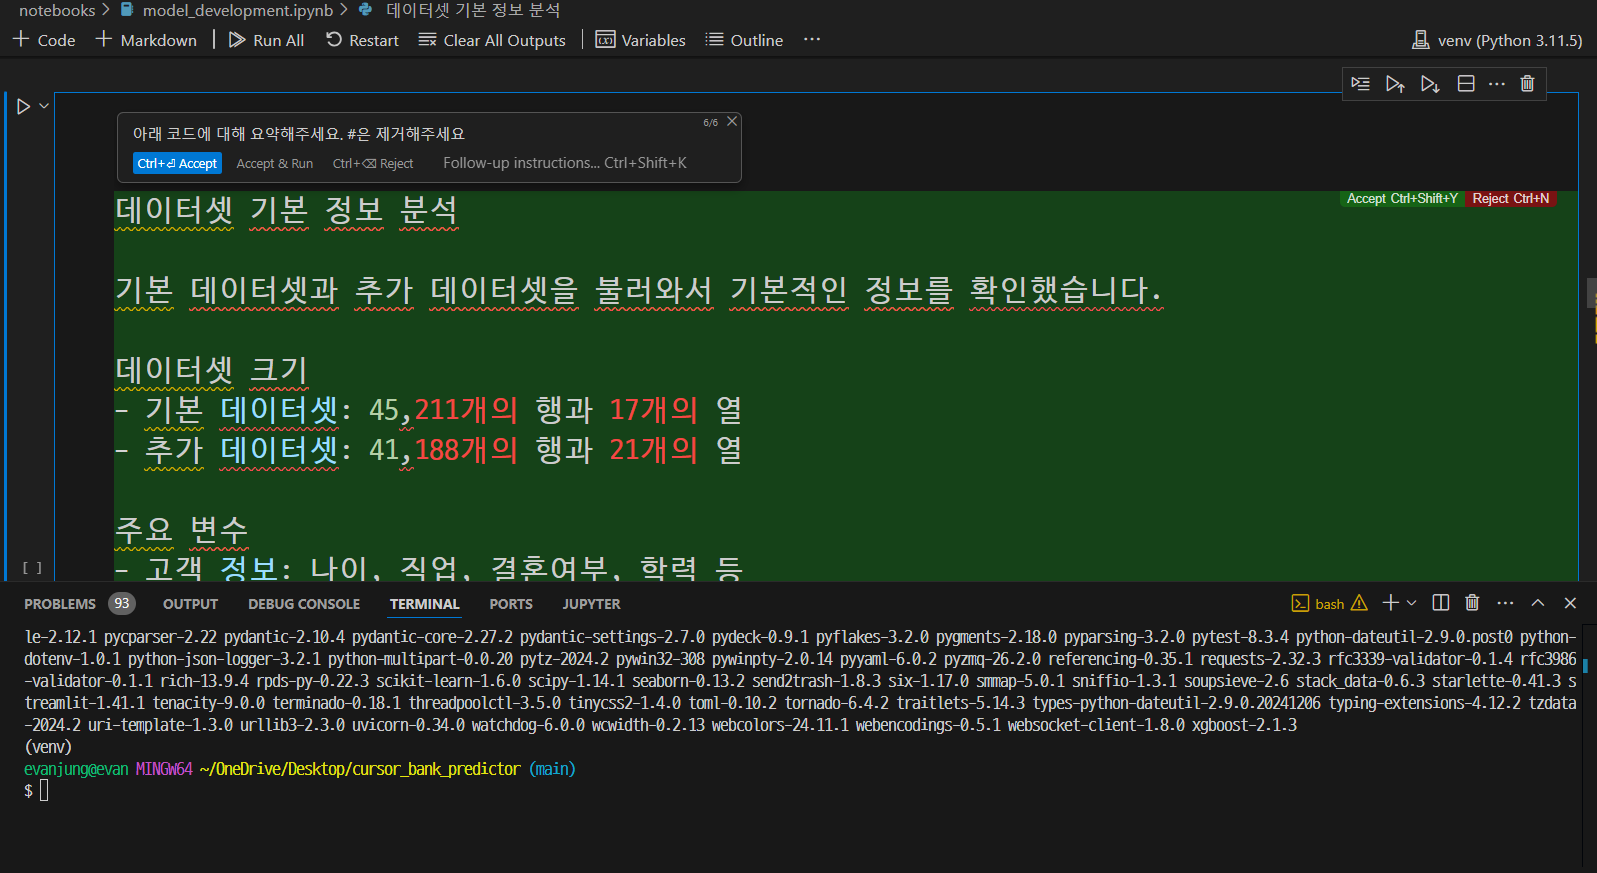 notebooks > model_development.ipynb > 데이터셋 기본 정보 분석
+ Code + Markdown | Run All Restart Clear All Outputs | Variables Outline ...
venv (Python 3.11.5)
아래 코드에 대해 요약해주세요. #은 제거해주세요
6/6
Ctrl+⏎ Accept Accept & Run Ctrl+⌫ Reject Follow-up instructions... Ctrl+Shift+K
Accept Ctrl+Shift+Y Reject Ctrl+N
데이터셋 기본 정보 분석
기본 데이터셋과 추가 데이터셋을 불러와서 기본적인 정보를 확인했습니다.
데이터셋 크기
- 기본 데이터셋: 45,211개의 행과 17개의 열
- 추가 데이터셋: 41,188개의 행과 21개의 열
주요 변수
- 고객 정보: 나이, 직업, 결혼여부, 학력 등
[ ]
PROBLEMS 93 OUTPUT DEBUG CONSOLE TERMINAL PORTS JUPYTER
bash
le-2.12.1 pycparser-2.22 pydantic-2.10.4 pydantic-core-2.27.2 pydantic-settings-2.7.0 pydeck-0.9.1 pyflakes-3.2.0 pygments-2.18.0 pyparsing-3.2.0 pytest-8.3.4 python-dateutil-2.9.0.post0 python-
dotenv-1.0.1 python-json-logger-3.2.1 python-multipart-0.0.20 pytz-2024.2 pywin32-308 pywinpty-2.0.14 pyyaml-6.0.2 pyzmq-26.2.0 referencing-0.35.1 requests-2.32.3 rfc3339-validator-0.1.4 rfc3986
-validator-0.1.1 rich-13.9.4 rpds-py-0.22.3 scikit-learn-1.6.0 scipy-1.14.1 seaborn-0.13.2 send2trash-1.8.3 six-1.17.0 smmap-5.0.1 sniffio-1.3.1 soupsieve-2.6 stack_data-0.6.3 starlette-0.41.3 s
treamlit-1.41.1 tenacity-9.0.0 terminado-0.18.1 threadpoolctl-3.5.0 tinycss2-1.4.0 toml-0.10.2 tornado-6.4.2 traitlets-5.14.3 types-python-dateutil-2.9.0.20241206 typing-extensions-4.12.2 tzdata
-2024.2 uri-template-1.3.0 urllib3-2.3.0 uvicorn-0.34.0 watchdog-6.0.0 wcwidth-0.2.13 webcolors-24.11.1 webencodings-0.5.1 websocket-client-1.8.0 xgboost-2.1.3
(venv)
evanjung@evan MINGW64 ~/OneDrive/Desktop/cursor_bank_predictor (main)
$